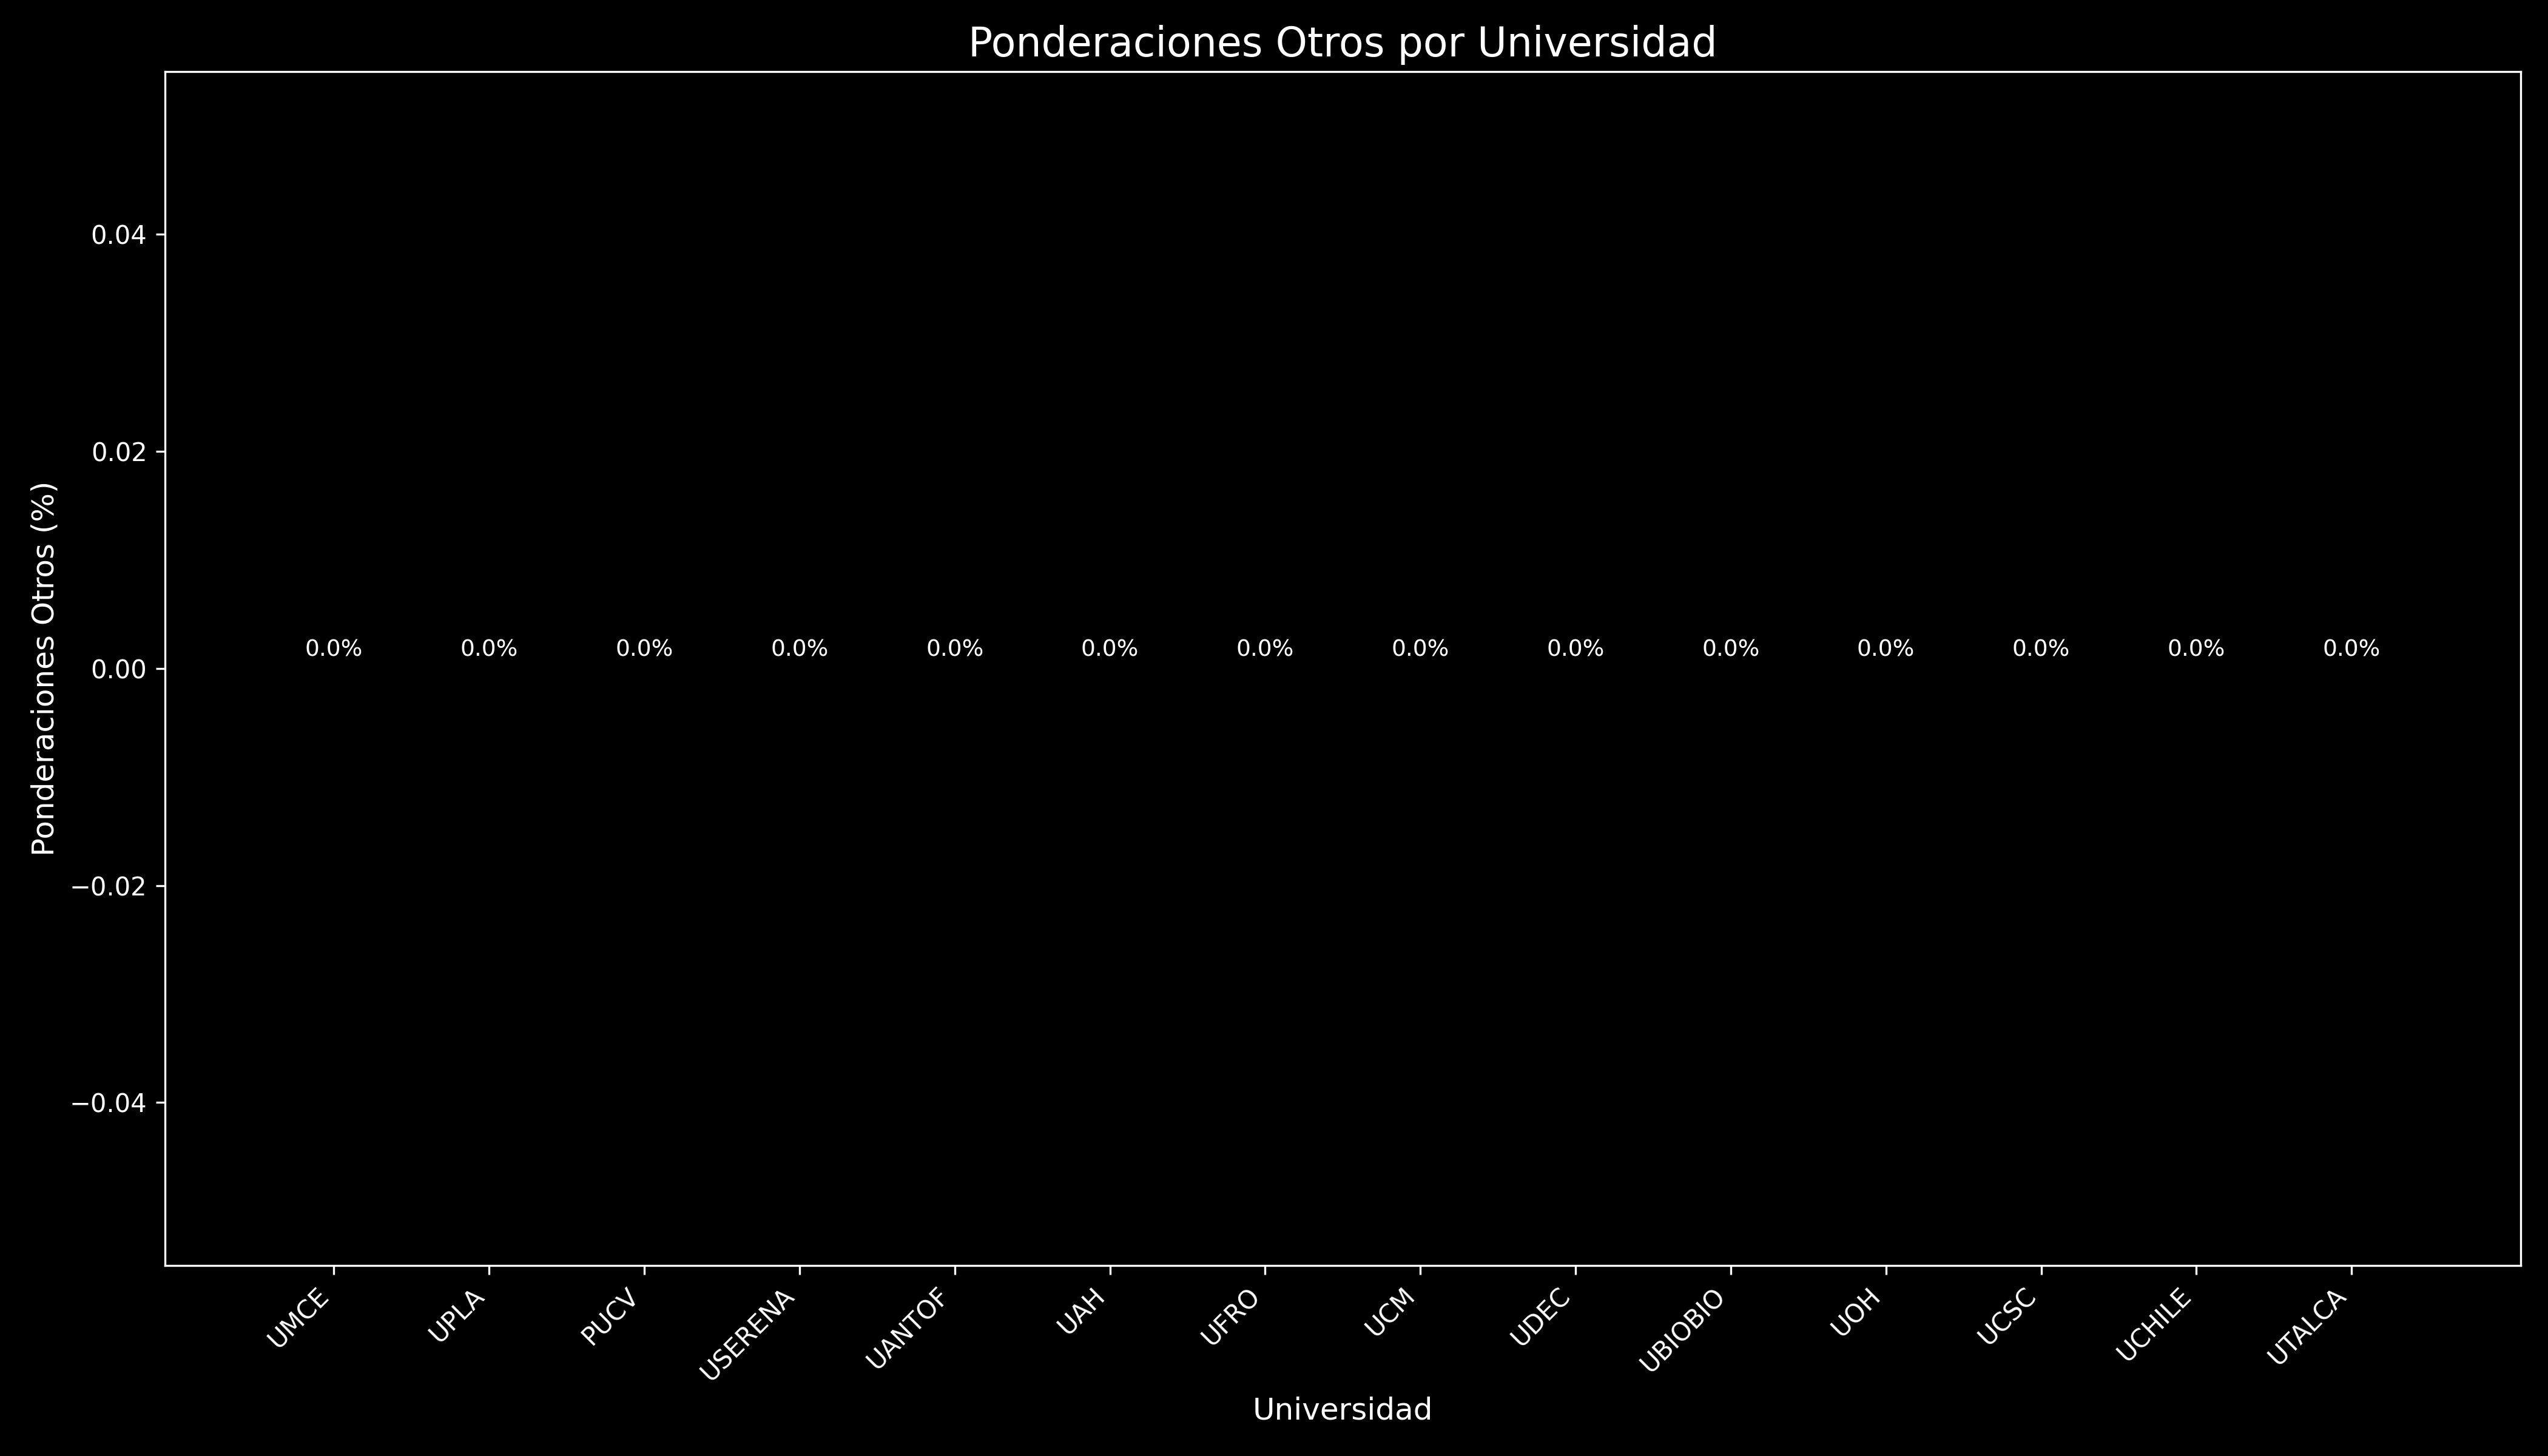 Ponderaciones Otros por Universidad
Ponderaciones Otros (%)
0.04
0.02
0.00
−0.02
−0.04
0.0% 0.0% 0.0% 0.0% 0.0% 0.0% 0.0% 0.0% 0.0% 0.0% 0.0% 0.0% 0.0% 0.0%
UMCE UPLA PUCV USERENA UANTOF UAH UFRO UCM UDEC UBIOBIO UOH UCSC UCHILE UTALCA
Universidad